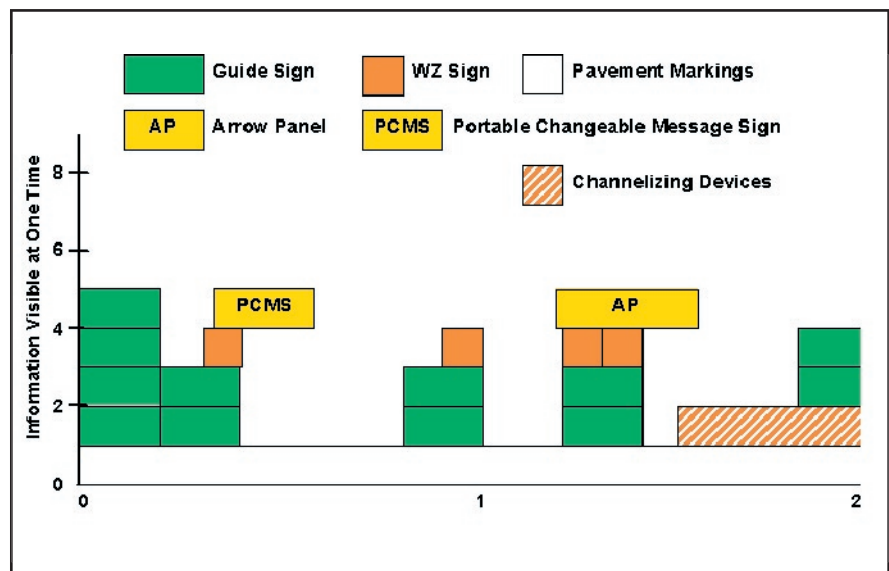 Guide Sign
WZ Sign
Pavement Markings
AP
Arrow Panel
PCMS
Portable Changeable Message Sign
Channelizing Devices
Information Visible at One Time
8
6
4
2
0
PCMS
AP
0
1
2